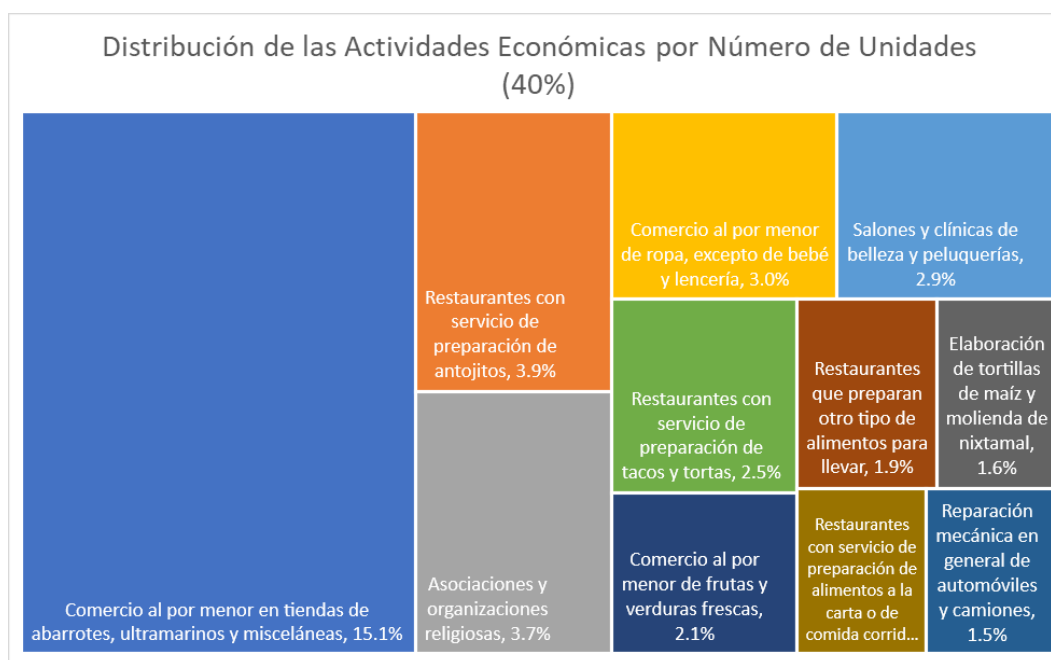 Distribución de las Actividades Económicas por Número de Unidades
(40%)
Comercio al por menor en tiendas de
abarrotes, ultramarinos y misceláneas, 15.1%
Restaurantes con
servicio de
preparación de
antojitos, 3.9%
Asociaciones y
organizaciones
religiosas, 3.7%
Comercio al por menor
de ropa, excepto de bebé
y lencería, 3.0%
Salones y clínicas de
belleza y peluquerías,
2.9%
Restaurantes con
servicio de
preparación de
tacos y tortas, 2.5%
Restaurantes
que preparan
otro tipo de
alimentos para
llevar, 1.9%
Elaboración
de tortillas
de maíz y
molienda de
nixtamal,
1.6%
Comercio al por
menor de frutas y
verduras frescas,
2.1%
Restaurantes
con servicio de
preparación de
alimentos a la
carta o de
comida corrid...
Reparación
mecánica en
general de
automóviles
y camiones,
1.5%